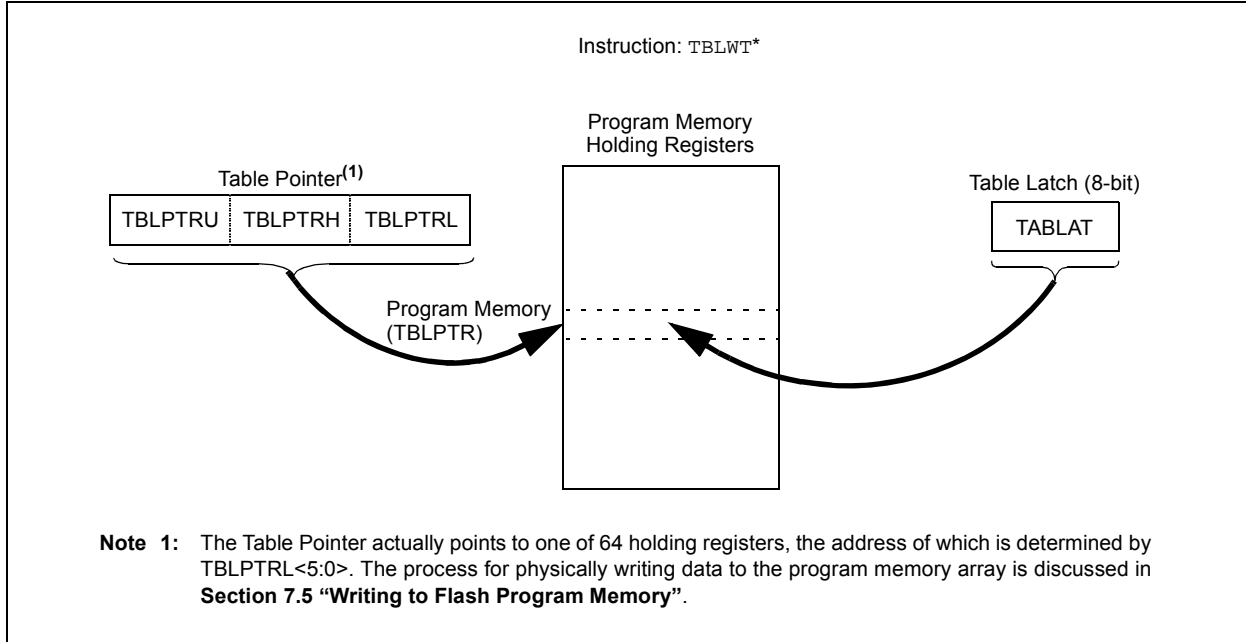 Instruction: TBLWT*
Program Memory
Holding Registers
Table Pointer(1)
Table Latch (8-bit)
TBLPTRU TBLPTRH TBLPTRL
TABLAT
Program Memory
(TBLPTR)
Note 1: The Table Pointer actually points to one of 64 holding registers, the address of which is determined by
TBLPTRL<5:0>. The process for physically writing data to the program memory array is discussed in
Section 7.5 “Writing to Flash Program Memory”.